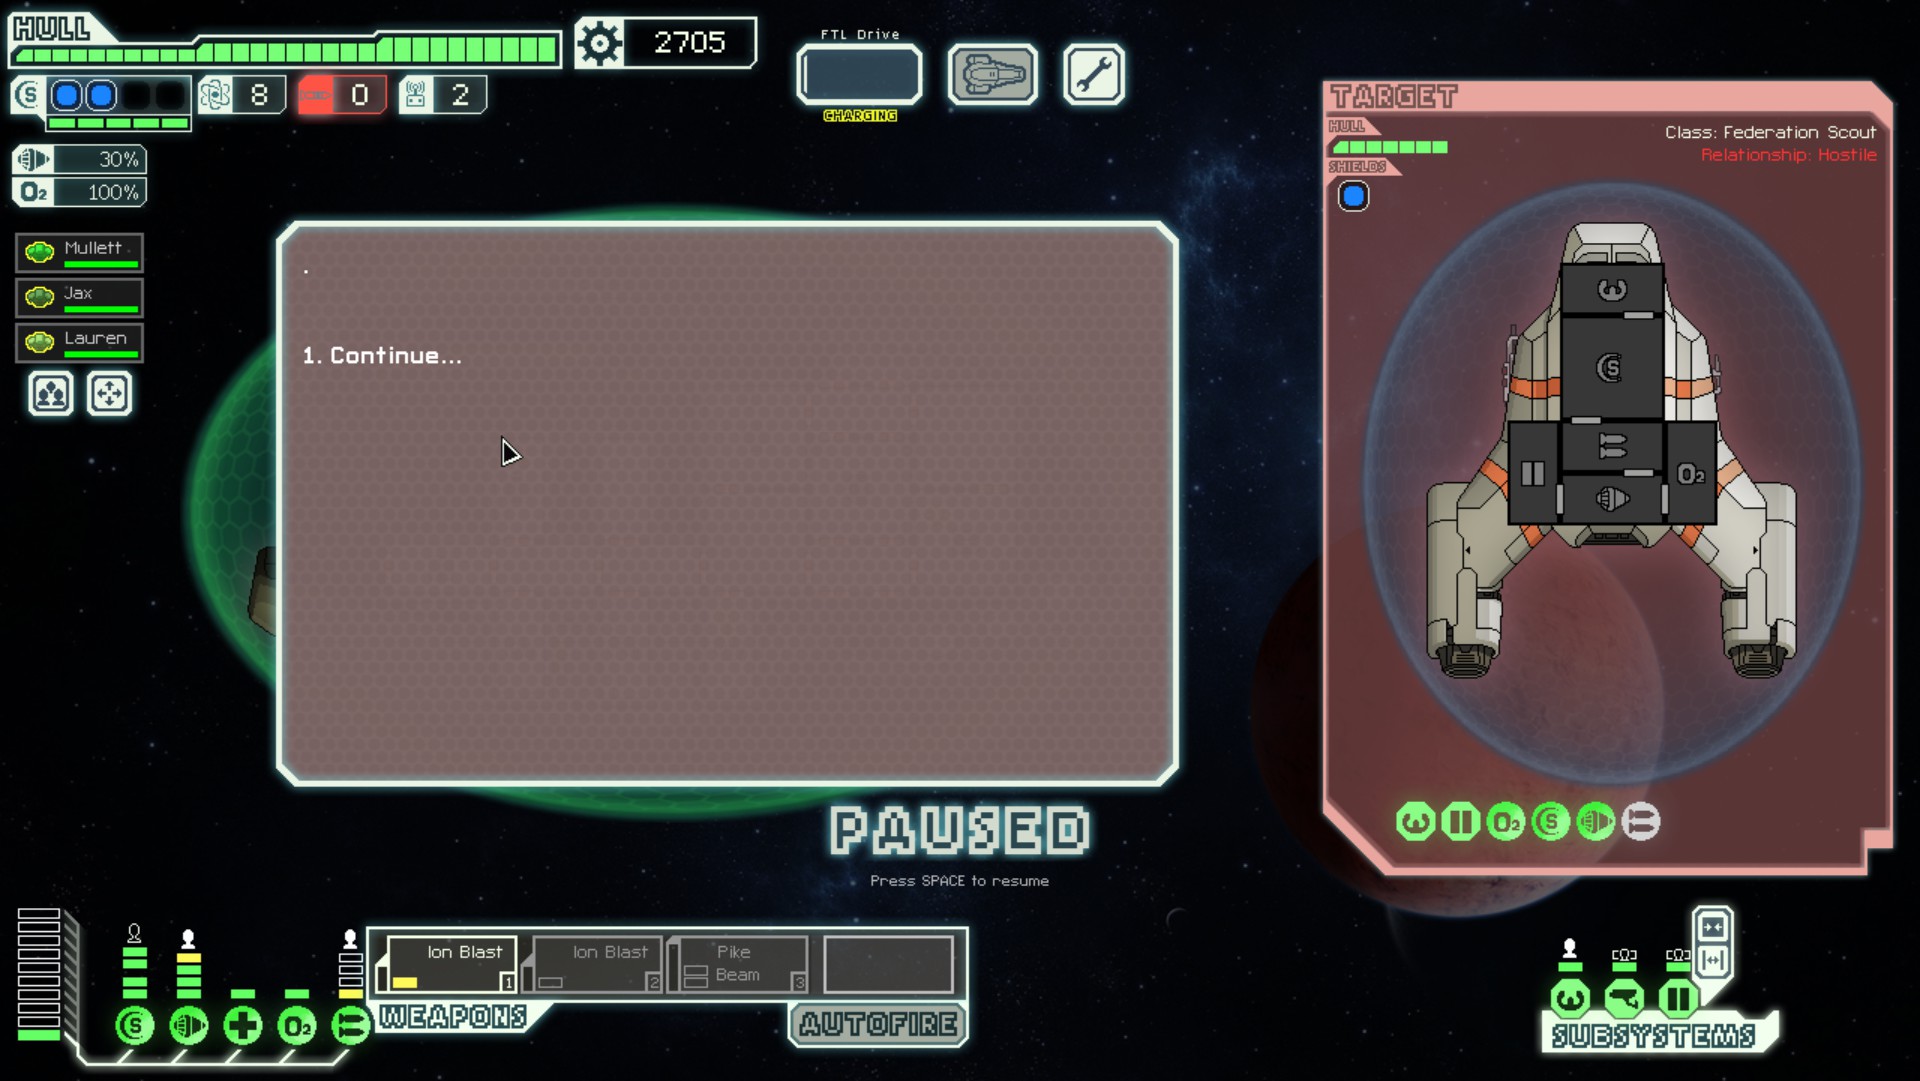 HULL
2705
FTL Drive
CHARGING
8
0
2
30%
O2
100%
Mullett
Jax
Lauren
.
1. Continue...
TARGET
HULL
Class: Federation Scout
Relationship: Hostile
SHIELDS
S
O2
O2
S
PAUSED
Press SPACE to resume
Ion Blast
1
Ion Blast
2
Pike
Beam
3
S
O2
WEAPONS
AUTOFIRE
SUBSYSTEMS